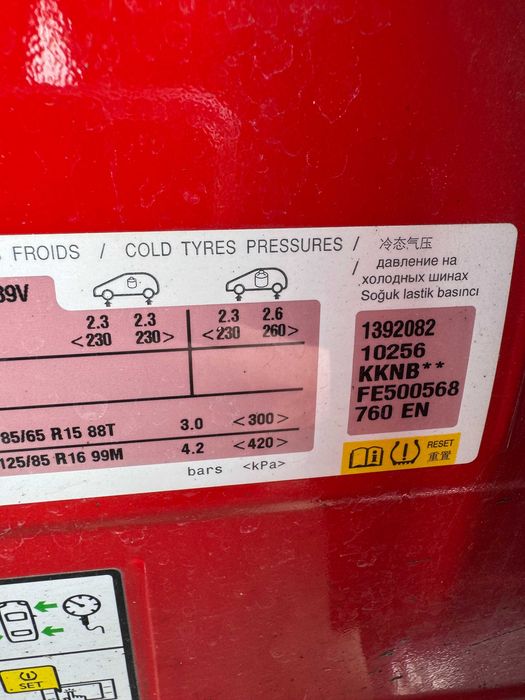 FROIDS / COLD TYRES PRESSURES / 冷态气压
/ давление на
холодных шинах
Soğuk lastik basıncı
89V
2.3 2.3 2.3 2.6
<230 230> <230 260>
85/65 R15 88T 3.0 <300>
125/85 R16 99M 4.2 <420>
bars <kPa>
1392082
10256
KKNB**
FE500568
760 EN
RESET
重置
SET